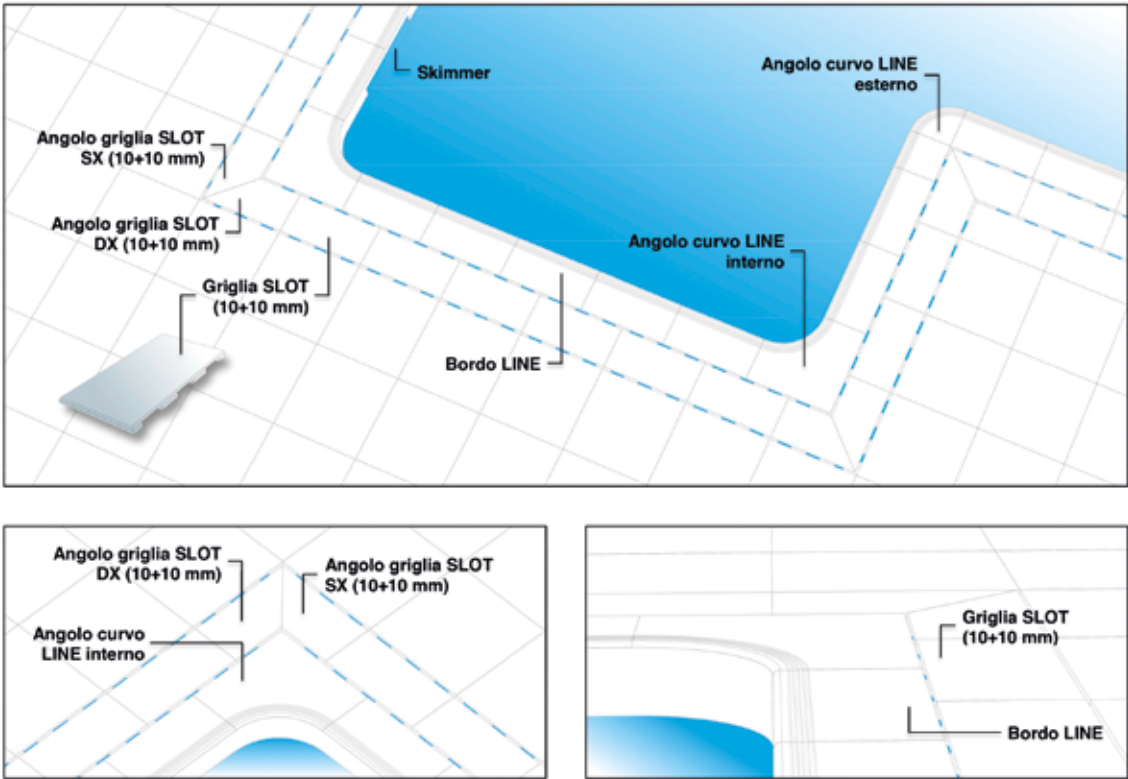 Skimmer
Angolo curvo LINE
esterno
Angolo griglia SLOT
SX (10+10 mm)
Angolo griglia SLOT
DX (10+10 mm)
Angolo curvo LINE
interno
Griglia SLOT
(10+10 mm)
Bordo LINE
Angolo griglia SLOT
DX (10+10 mm)
Angolo griglia SLOT
SX (10+10 mm)
Angolo curvo
LINE interno
Griglia SLOT
(10+10 mm)
Bordo LINE